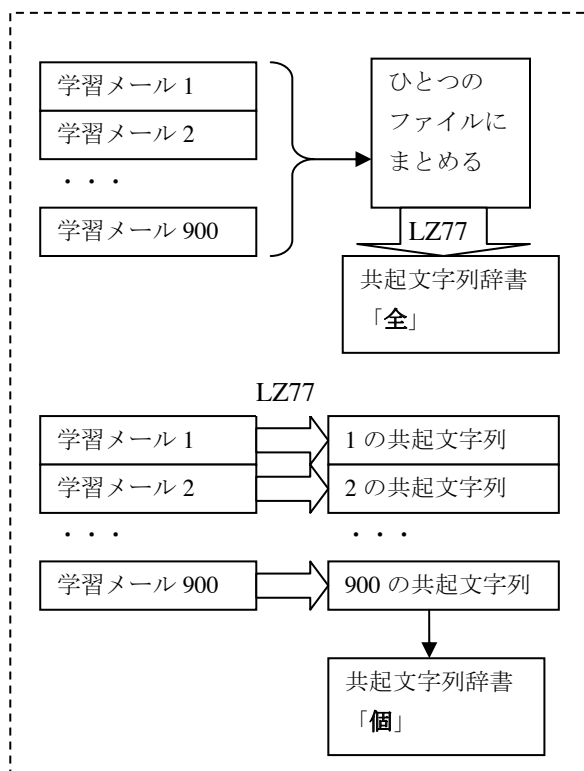 学習メール 1
学習メール 2
・・・
学習メール 900
ひとつの
ファイルに
まとめる
LZ77
共起文字列辞書
「全」
LZ77
学習メール 1
1 の共起文字列
学習メール 2
2 の共起文字列
・・・
・・・
学習メール 900
900 の共起文字列
共起文字列辞書
「個」